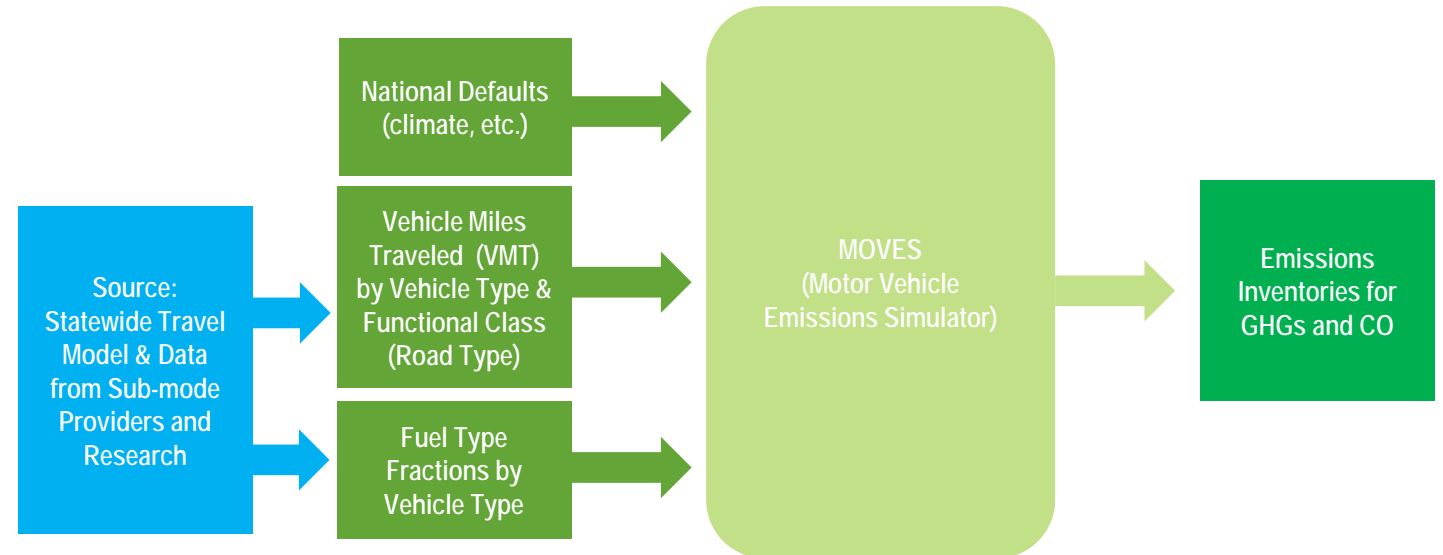 National Defaults
(climate, etc.)
Source:
Statewide Travel
Model & Data
from Sub-mode
Providers and
Research
Vehicle Miles
Traveled (VMT)
by Vehicle Type &
Functional Class
(Road Type)
Fuel Type
Fractions by
Vehicle Type
MOVES
(Motor Vehicle
Emissions Simulator)
Emissions
Inventories for
GHGs and CO